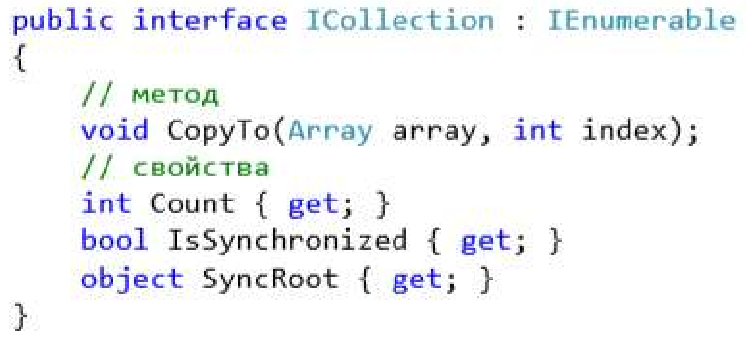 public interface ICollection : IEnumerable
{
    // метод
    void CopyTo(Array array, int index);
    // свойства
    int Count { get; }
    bool IsSynchronized { get; }
    object SyncRoot { get; }
}